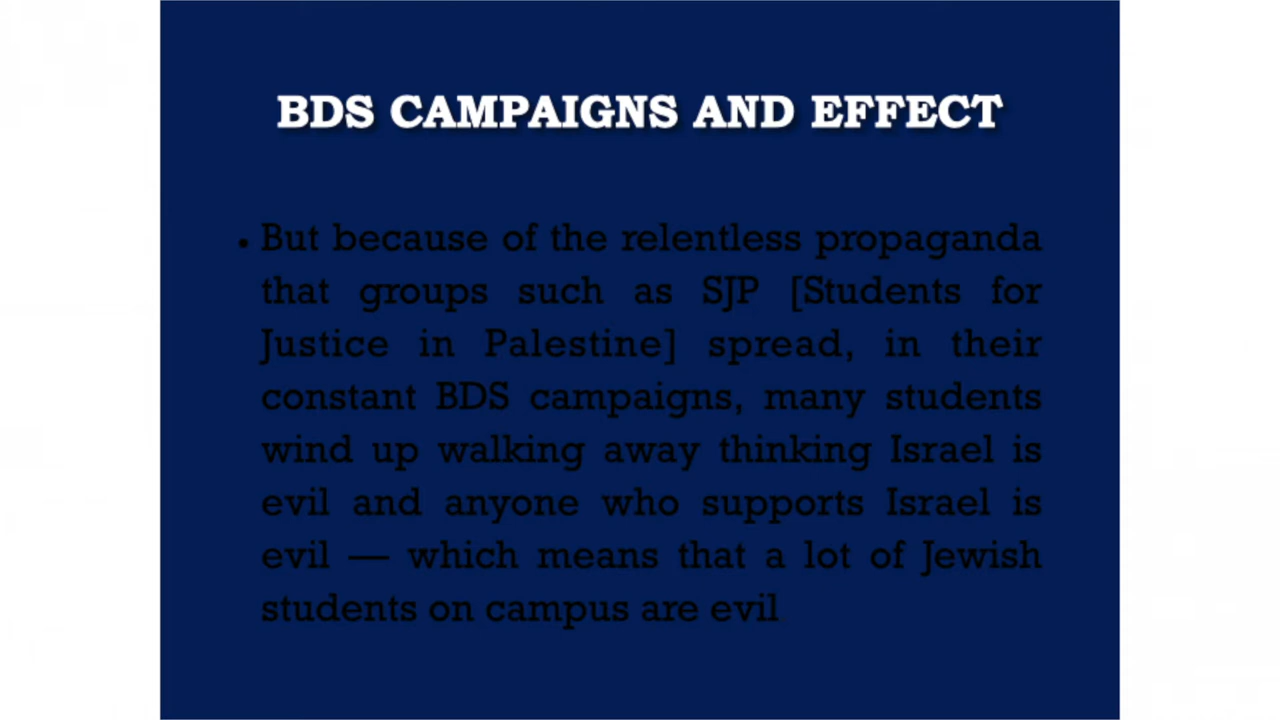 BDS CAMPAIGNS AND EFFECT
• But because of the relentless propaganda
that groups such as SJP [Students for
Justice in Palestine] spread, in their
constant BDS campaigns, many students
wind up walking away thinking Israel is
evil and anyone who supports Israel is
evil — which means that a lot of Jewish
students on campus are evil